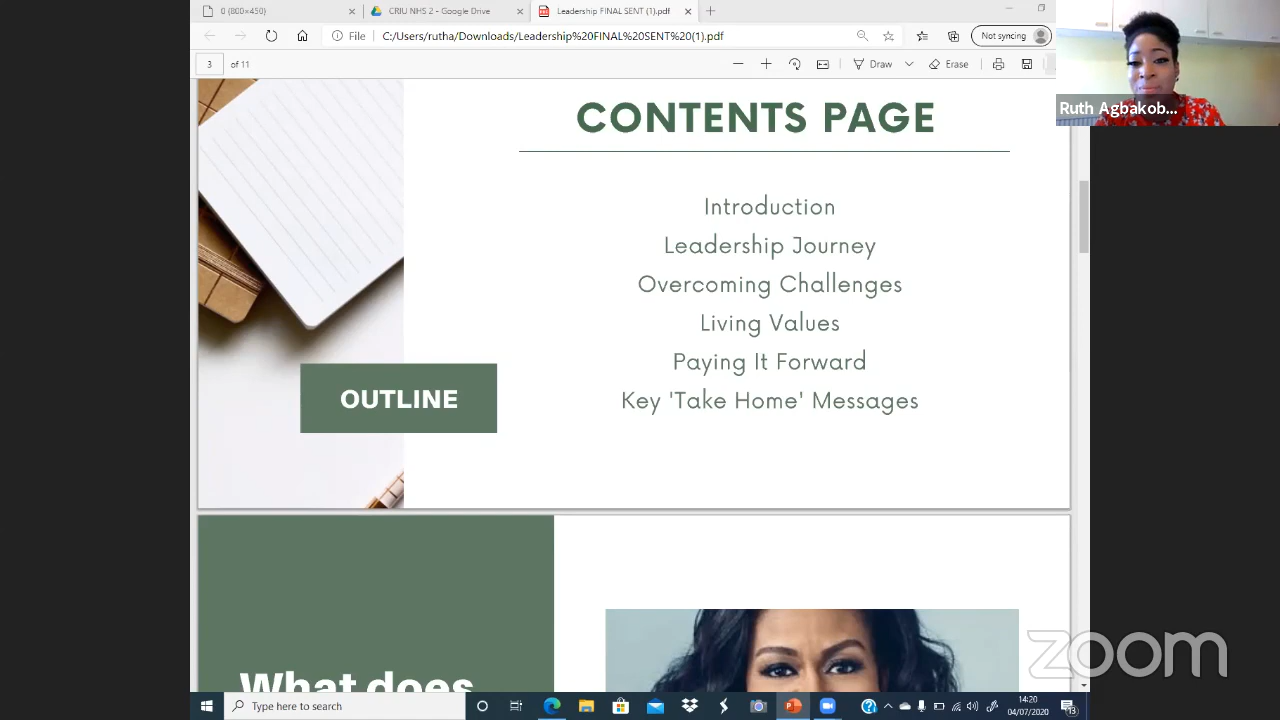 0 (800×450)
CRIU NHS 2 - Google Drive
Leadership FINAL SENT (1).pdf
File
C:/Users/rutha/Downloads/Leadership%20FINAL%20SENT%20(1).pdf
Not syncing
3 of 11
Draw
Erase
Ruth Agbakob...
CONTENTS PAGE
Introduction
Leadership Journey
Overcoming Challenges
Living Values
Paying It Forward
Key 'Take Home' Messages
OUTLINE
What does
zoom
Type here to search
14:20
04/07/2020
13